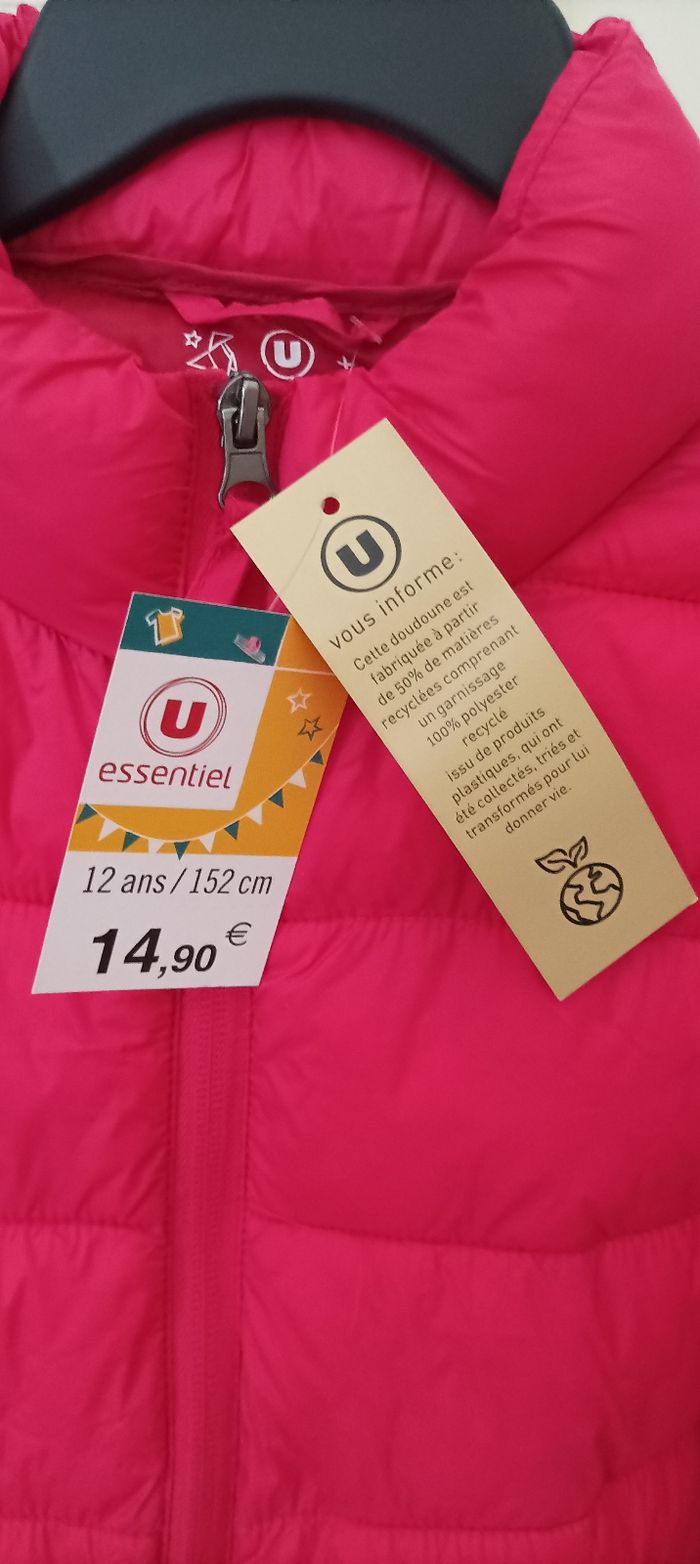 U
U
vous informe :
Cette doudoune est
fabriquée à partir
de 50% de matières
recyclées comprenant
un garnissage
100% polyester
recyclé
issu de produits
plastiques, qui ont
été collectés, triés et
transformés pour lui
donner vie.
U
essentiel
12 ans / 152 cm
14,90 €